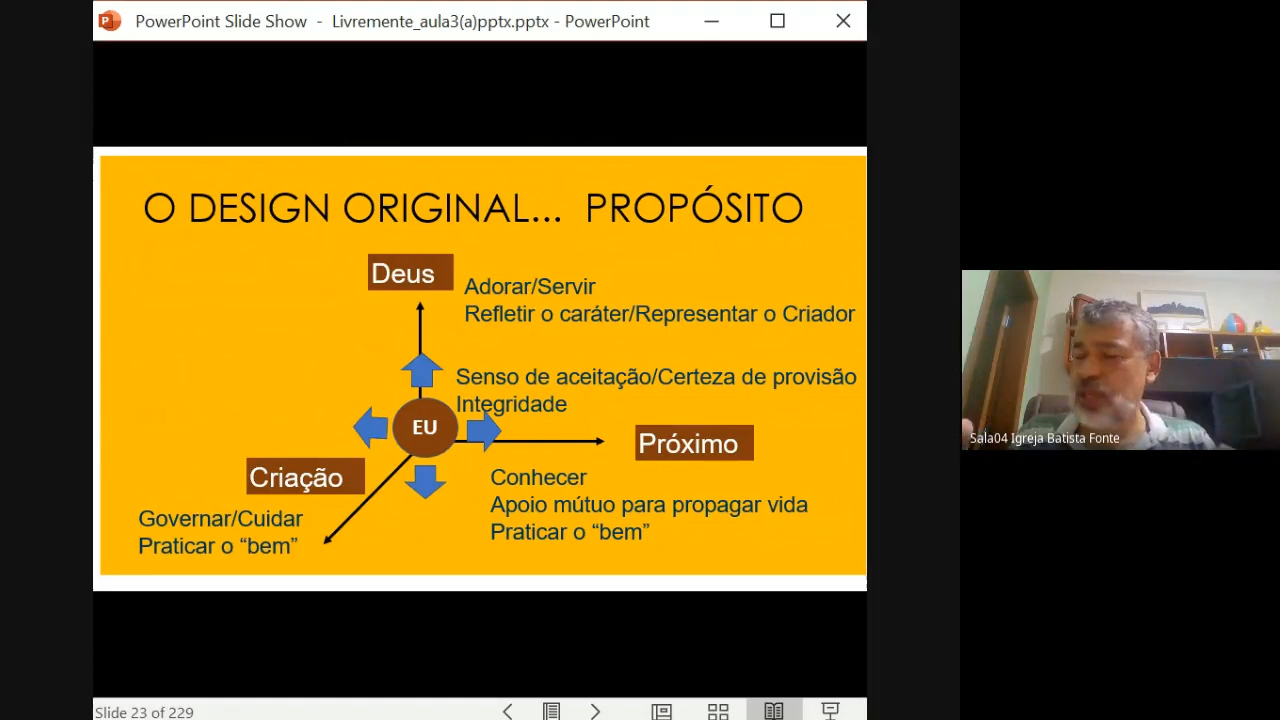 PowerPoint Slide Show - Livremente_aula3(a)pptx.pptx - PowerPoint
O DESIGN ORIGINAL... PROPÓSITO
Deus
Adorar/Servir
Refletir o caráter/Representar o Criador
Senso de aceitação/Certeza de provisão
Integridade
EU
Próximo
Criação
Conhecer
Apoio mútuo para propagar vida
Praticar o “bem”
Governar/Cuidar
Praticar o “bem”
Sala04 Igreja Batista Fonte
Slide 23 of 229